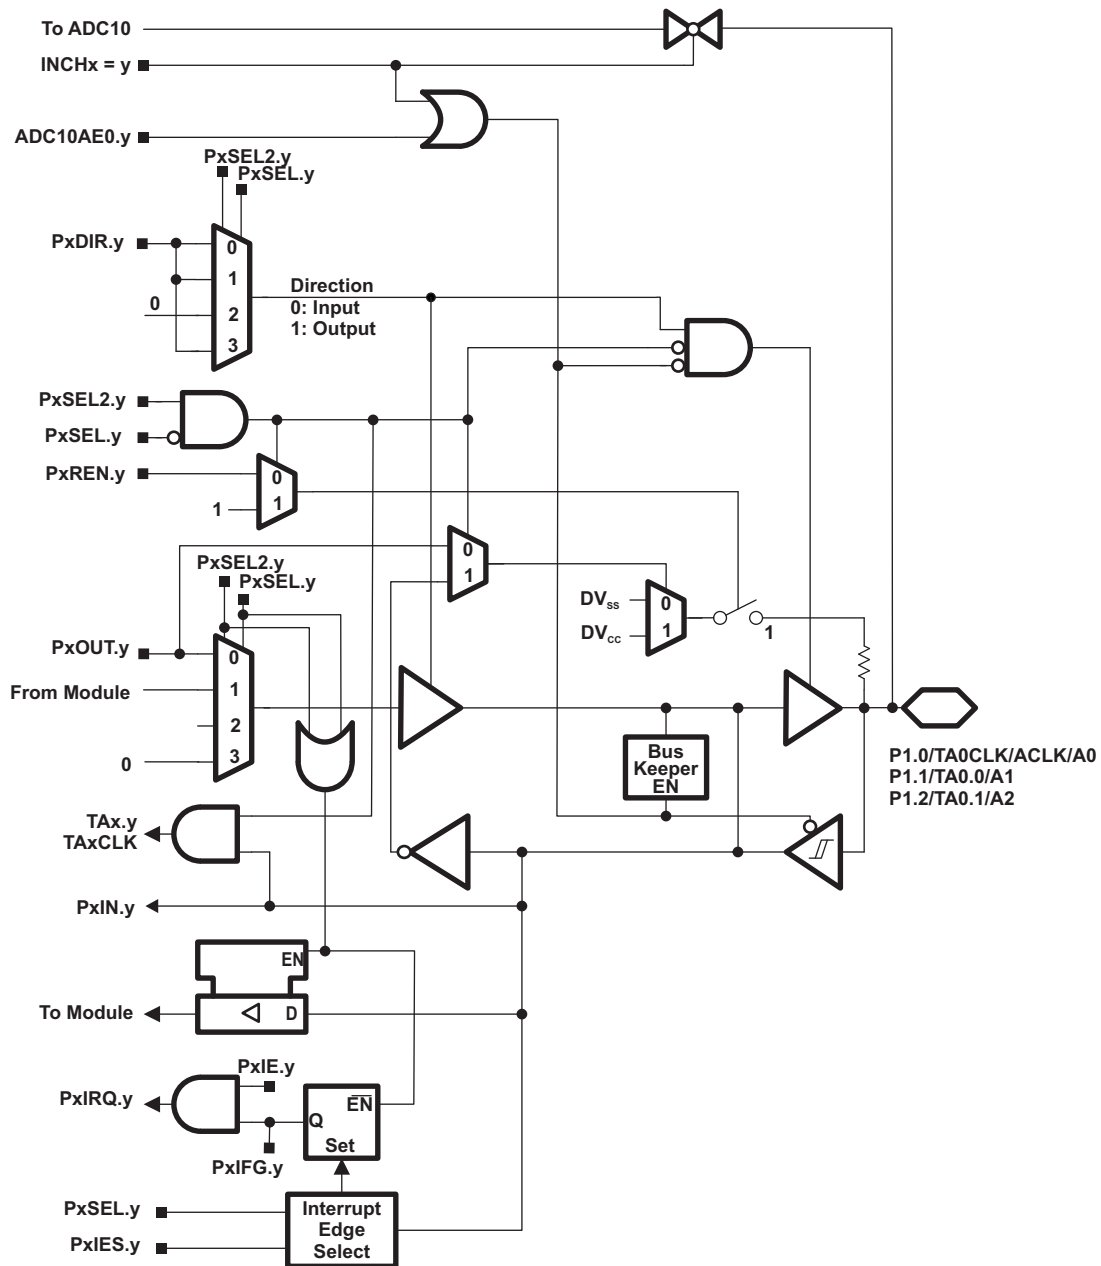 To ADC10
INCHx = y
ADC10AE0.y
PxSEL2.y
PxSEL.y
PxDIR.y
0
1
0
2
3
Direction
0: Input
1: Output
PxSEL2.y
PxSEL.y
PxREN.y
0
1
1
0
1
PxSEL2.y
PxSEL.y
DVSS
0
DVCC
1
1
PxOUT.y
0
From Module
1
2
0
3
Bus
Keeper
EN
P1.0/TA0CLK/ACLK/A0
P1.1/TA0.0/A1
P1.2/TA0.1/A2
TAx.y
TAxCLK
PxIN.y
EN
To Module
D
PxIE.y
PxIRQ.y
EN
Q
Set
PxIFG.y
PxSEL.y
PxIES.y
Interrupt
Edge
Select